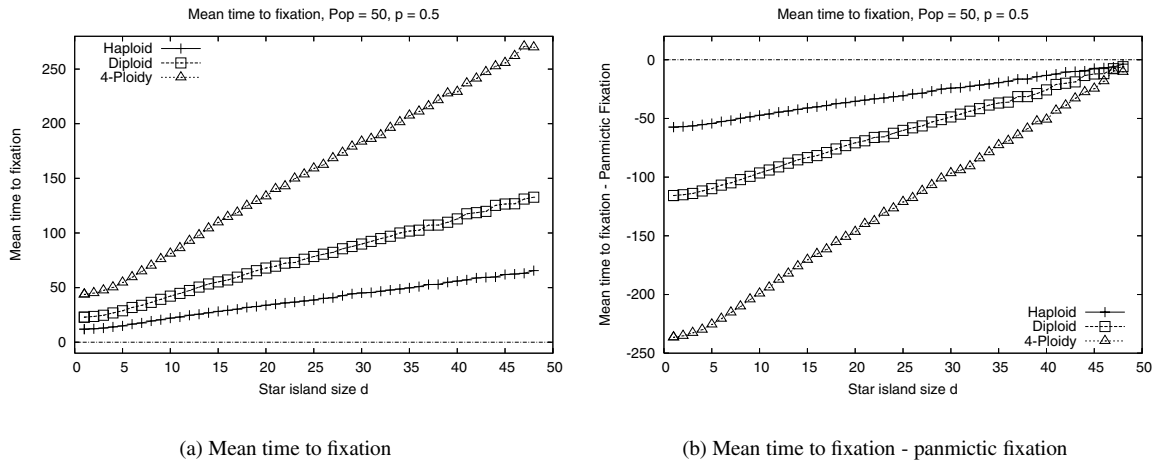 Mean time to fixation, Pop = 50, p = 0.5
Mean time to fixation
250
200
150
100
50
0
Haploid
Diploid
4-Ploidy
0 5 10 15 20 25 30 35 40 45 50
Star island size d
(a) Mean time to fixation
Mean time to fixation, Pop = 50, p = 0.5
Mean time to fixation - Panmictic Fixation
0
-50
-100
-150
-200
-250
Haploid
Diploid
4-Ploidy
0 5 10 15 20 25 30 35 40 45 50
Star island size d
(b) Mean time to fixation - panmictic fixation